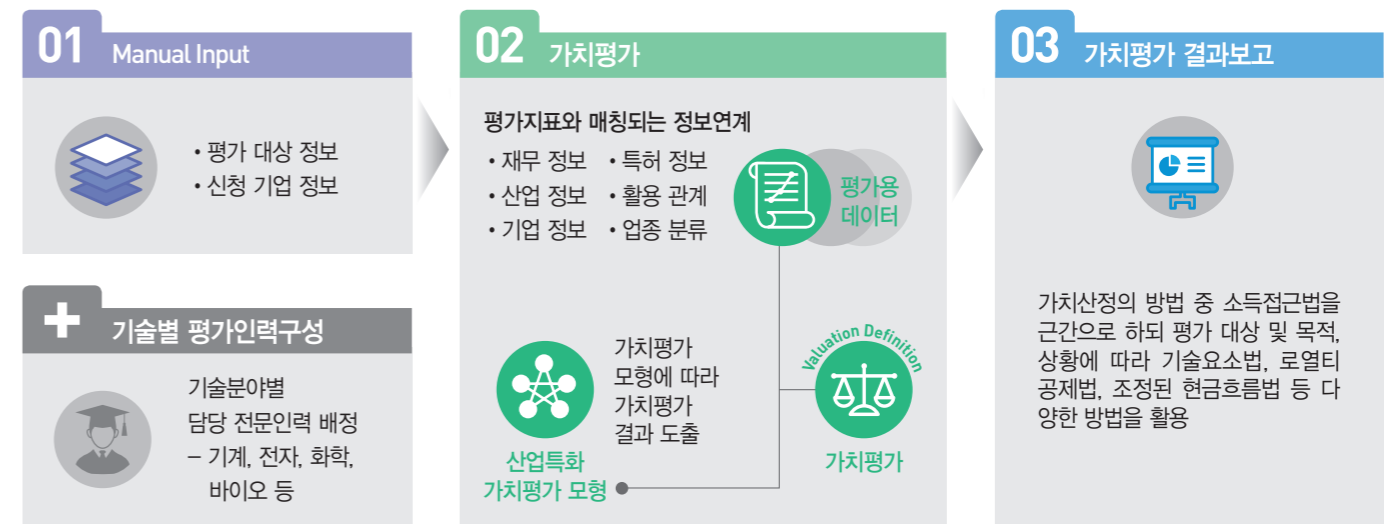 01 Manual Input
• 평가 대상 정보
• 신청 기업 정보
+ 기술별 평가인력구성
기술분야별
담당 전문인력 배정
– 기계, 전자, 화학,
바이오 등
02 가치평가
평가지표와 매칭되는 정보연계
• 재무 정보 • 특허 정보
• 산업 정보 • 활용 관계
• 기업 정보 • 업종 분류
평가용
데이터
가치평가
모형에 따라
가치평가
결과 도출
산업특화
가치평가 모형
Valuation Definition
가치평가
03 가치평가 결과보고
가치산정의 방법 중 소득접근법을
근간으로 하되 평가 대상 및 목적,
상황에 따라 기술요소법, 로열티
공제법, 조정된 현금흐름법 등 다
양한 방법을 활용